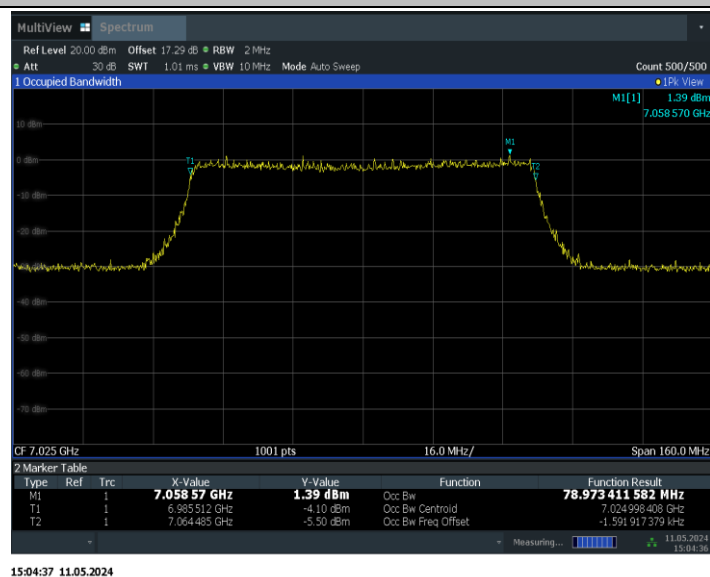 MultiView Spectrum
Ref Level 20.00 dBm Offset 17.29 dB RBW 2 MHz
Att 30 dB SWT 1.01 ms VBW 10 MHz Mode Auto Sweep Count 500/500
1 Occupied Bandwidth 1Pk View
M1[1] 1.39 dBm
7.058570 GHz
10 dBm
M1
0 dBm
T1
T2
-10 dBm
-20 dBm
-40 dBm
-50 dBm
-60 dBm
-70 dBm
CF 7.025 GHz 1001 pts 16.0 MHz/ Span 160.0 MHz
2 Marker Table
Type Ref Trc X-Value Y-Value Function Function Result
M1 1 7.058 57 GHz 1.39 dBm Occ Bw 78.973 411 582 MHz
T1 1 6.985 512 GHz -4.10 dBm Occ Bw Centroid 7.024 998 408 GHz
T2 1 7.064 485 GHz -5.50 dBm Occ Bw Freq Offset -1.591 917 379 kHz
Measuring... 11.05.2024
15:04:36
15:04:37 11.05.2024